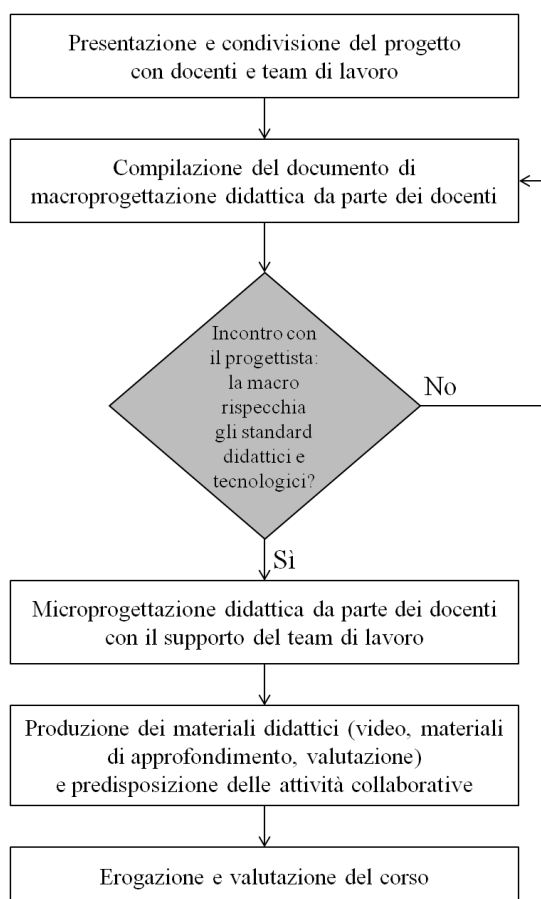 Presentazione e condivisione del progetto
con docenti e team di lavoro
Compilazione del documento di
macroprogettazione didattica da parte dei docenti
Incontro con
il progettista:
la macro
rispecchia
gli standard
didattici e
tecnologici?
No
Sì
Microprogettazione didattica da parte dei docenti
con il supporto del team di lavoro
Produzione dei materiali didattici (video, materiali
di approfondimento, valutazione)
e predisposizione delle attività collaborative
Erogazione e valutazione del corso